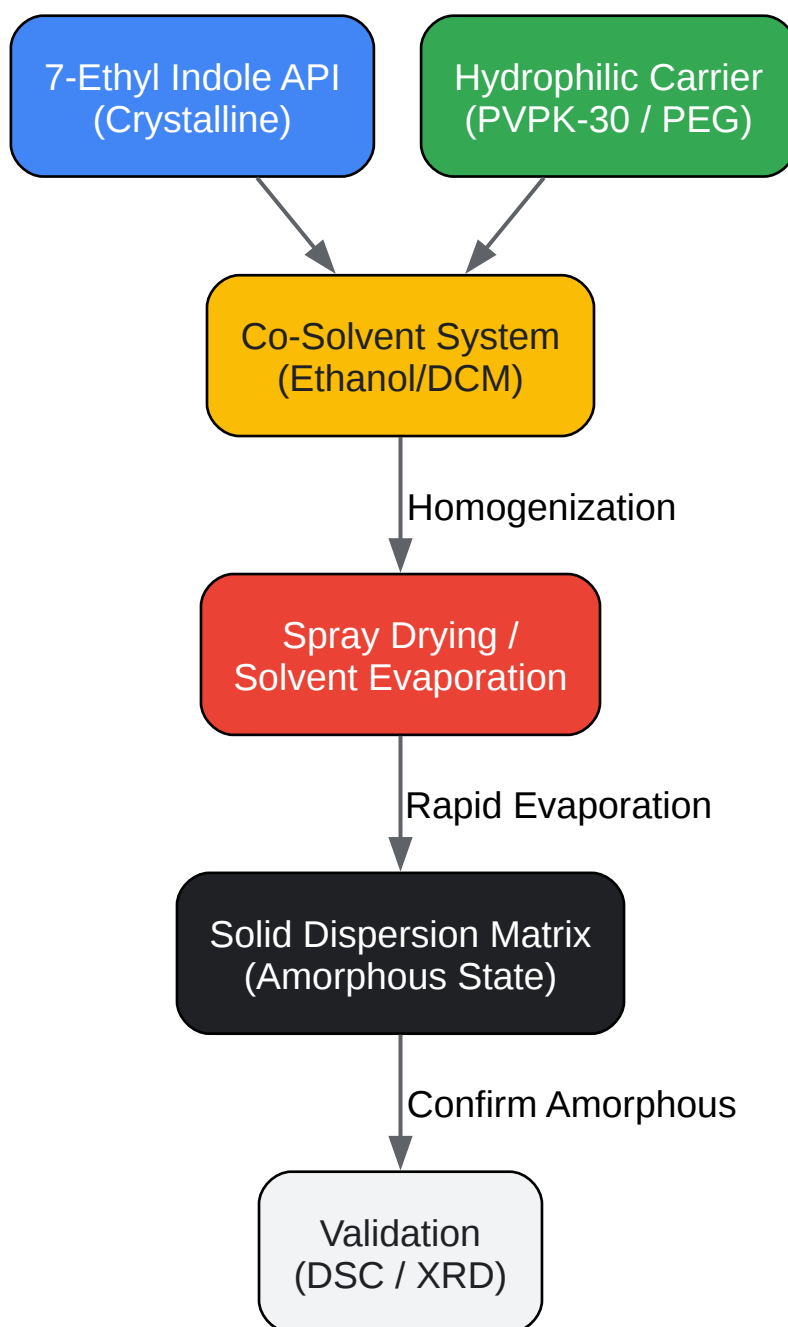 7-Ethyl Indole API
(Crystalline)
Hydrophilic Carrier
(PVPK-30 / PEG)
Co-Solvent System
(Ethanol/DCM)
Homogenization
Spray Drying /
Solvent Evaporation
Rapid Evaporation
Solid Dispersion Matrix
(Amorphous State)
Confirm Amorphous
Validation
(DSC / XRD)